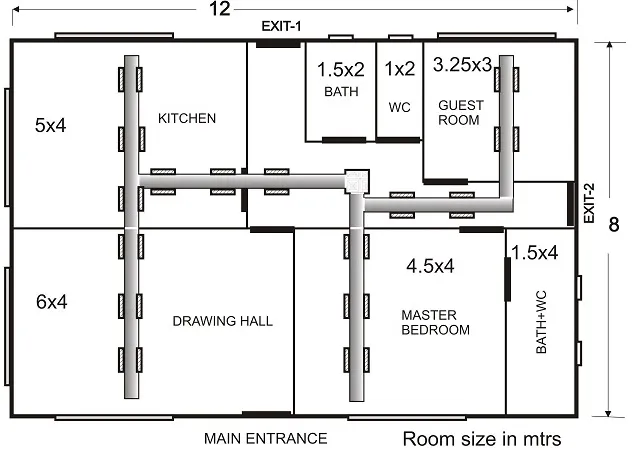 12
EXIT-1
1.5x2
BATH
1x2
WC
3.25x3
GUEST
ROOM
5x4
KITCHEN
EXIT-2
8
6x4
DRAWING HALL
4.5x4
MASTER
BEDROOM
1.5x4
BATH+WC
MAIN ENTRANCE
Room size in mtrs